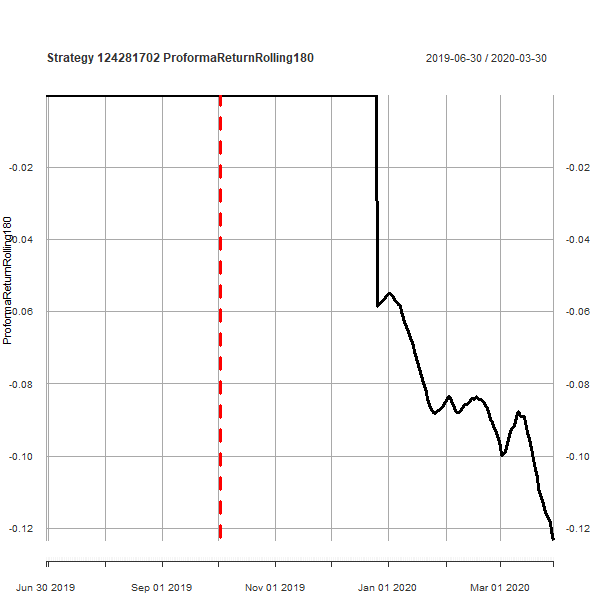 Strategy 124281702 ProformaReturnRolling180
2019-06-30 / 2020-03-30
ProformaReturnRolling180
-0.02
-0.04
-0.06
-0.08
-0.10
-0.12
-0.02
-0.04
-0.06
-0.08
-0.10
-0.12
Jun 30 2019
Sep 01 2019
Nov 01 2019
Jan 01 2020
Mar 01 2020